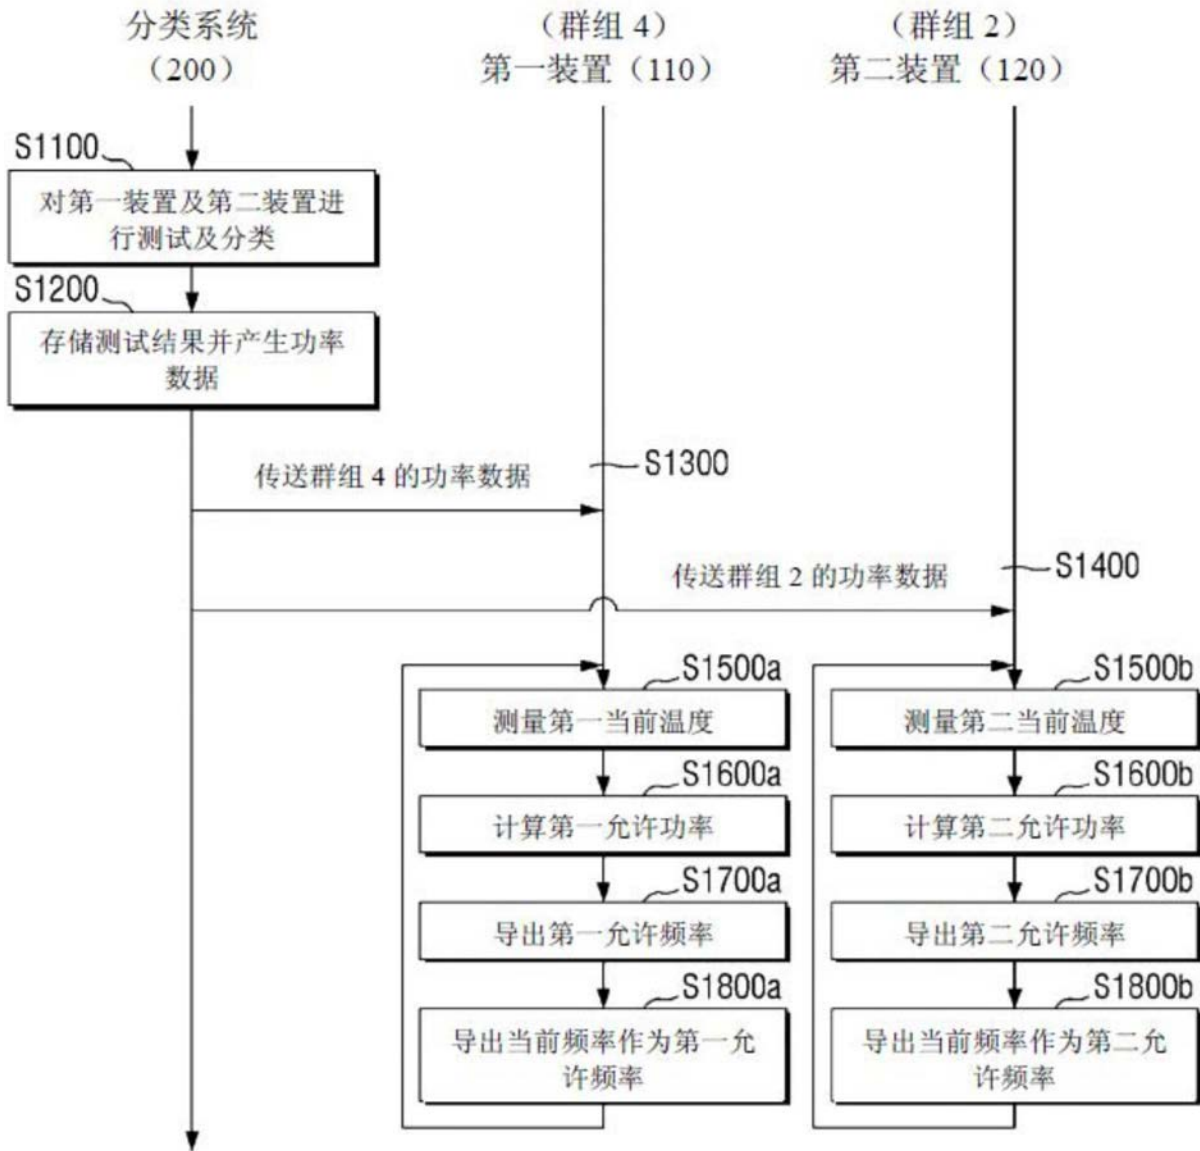 分类系统
（200）
（群组 4）
第一装置（110）
（群组 2）
第二装置（120）
S1100
对第一装置及第二装置进
行测试及分类
S1200
存储测试结果并产生功率
数据
传送群组 4 的功率数据
S1300
传送群组 2 的功率数据
S1400
S1500a
测量第一当前温度
S1600a
计算第一允许功率
S1700a
导出第一允许频率
S1800a
导出当前频率作为第一允
许频率
S1500b
测量第二当前温度
S1600b
计算第二允许功率
S1700b
导出第二允许频率
S1800b
导出当前频率作为第二允
许频率